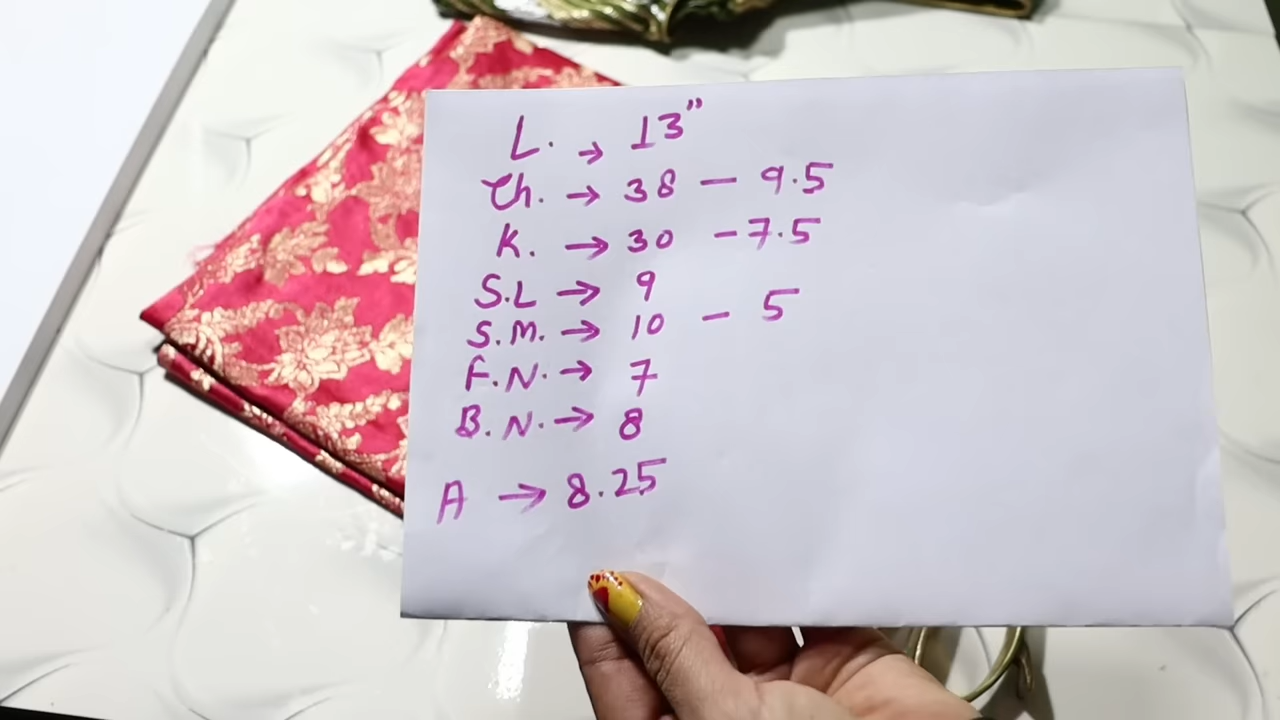 L. → 13"
Ch. → 38 — 9.5
K. → 30 — 7.5
S.L → 9
S.M. → 10 — 5
F.N. → 7
B.N. → 8
A → 8.25